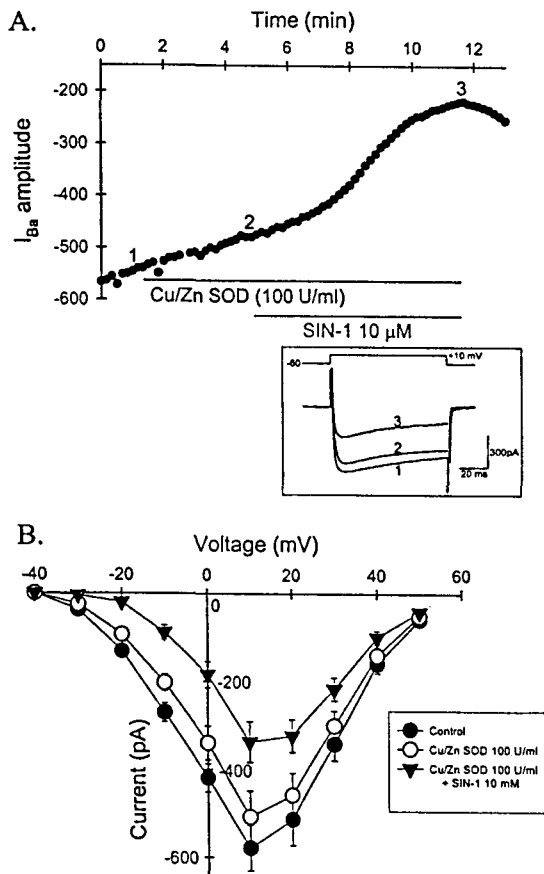 A.
Time (min)
0 2 4 6 8 10 12
-200
-300
-400
-500
-600
I_Ba amplitude
1
2
3
Cu/Zn SOD (100 U/ml)
SIN-1 10 µM
-60
+10 mV
3
2
1
300pA
20 ms
B.
Voltage (mV)
-40 -20 0 20 40 60
0
-200
-400
-600
Current (pA)
Control
Cu/Zn SOD 100 U/ml
Cu/Zn SOD 100 U/ml
+ SIN-1 10 mM